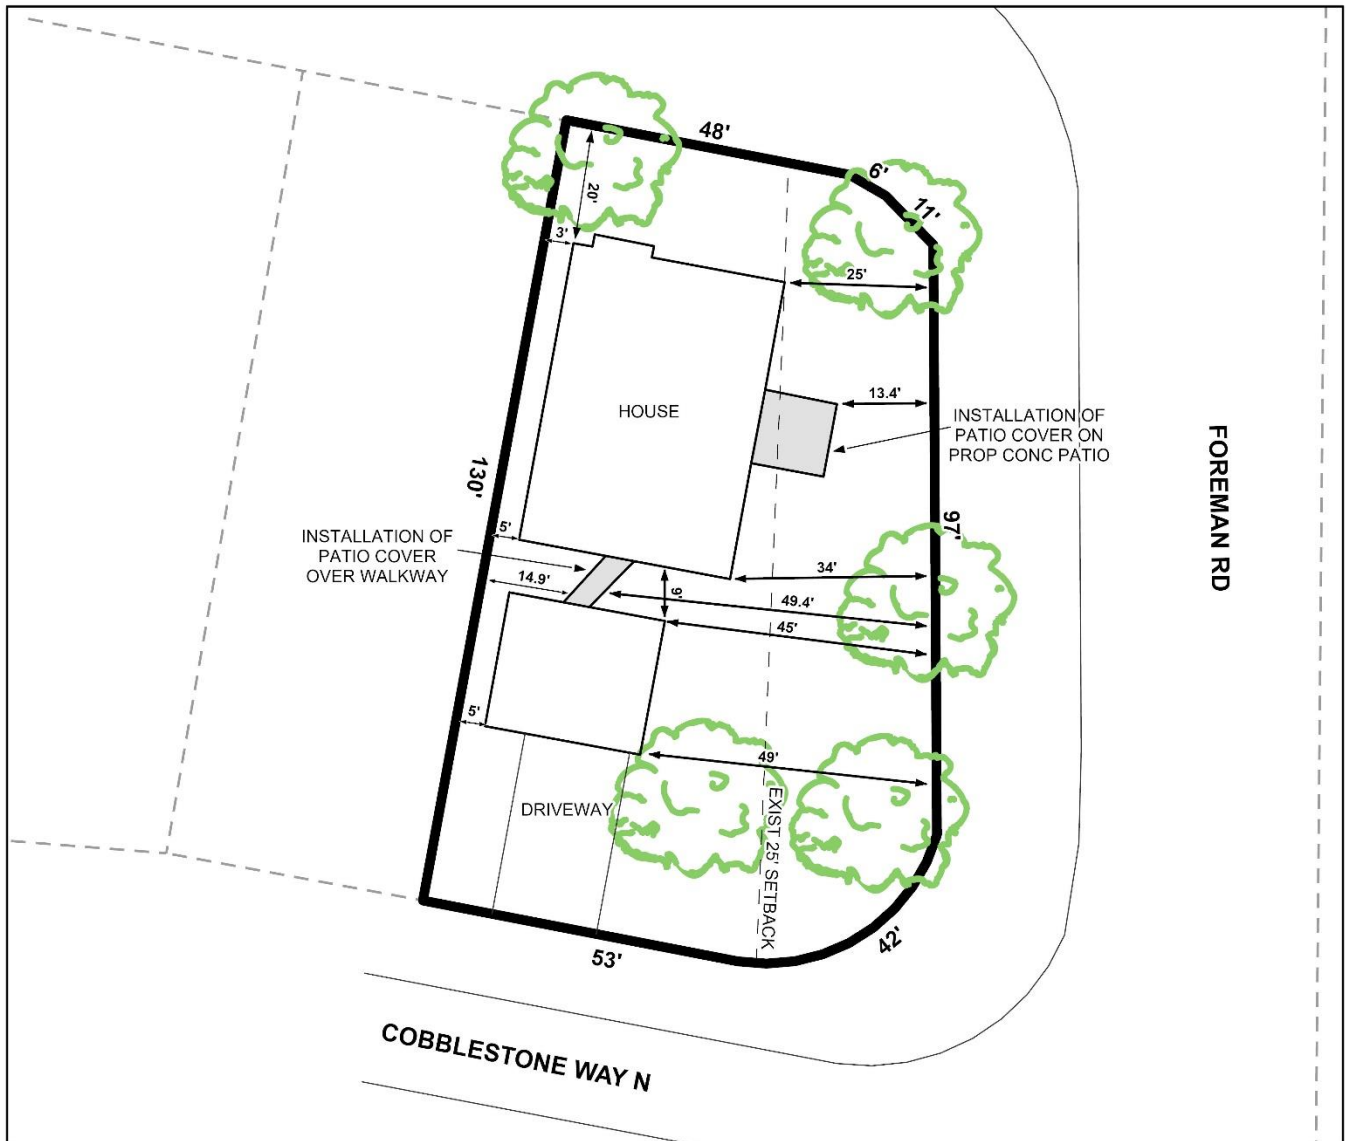 48'
6'
11'
20'
3'
25'
13.4'
HOUSE
INSTALLATION OF
PATIO COVER ON
PROP CONC PATIO
FOREMAN RD
130'
97'
INSTALLATION OF
PATIO COVER
OVER WALKWAY
5'
14.9'
9'
34'
49.4'
45'
5'
49'
DRIVEWAY
EXIST 25' SETBACK
42'
53'
COBBLESTONE WAY N